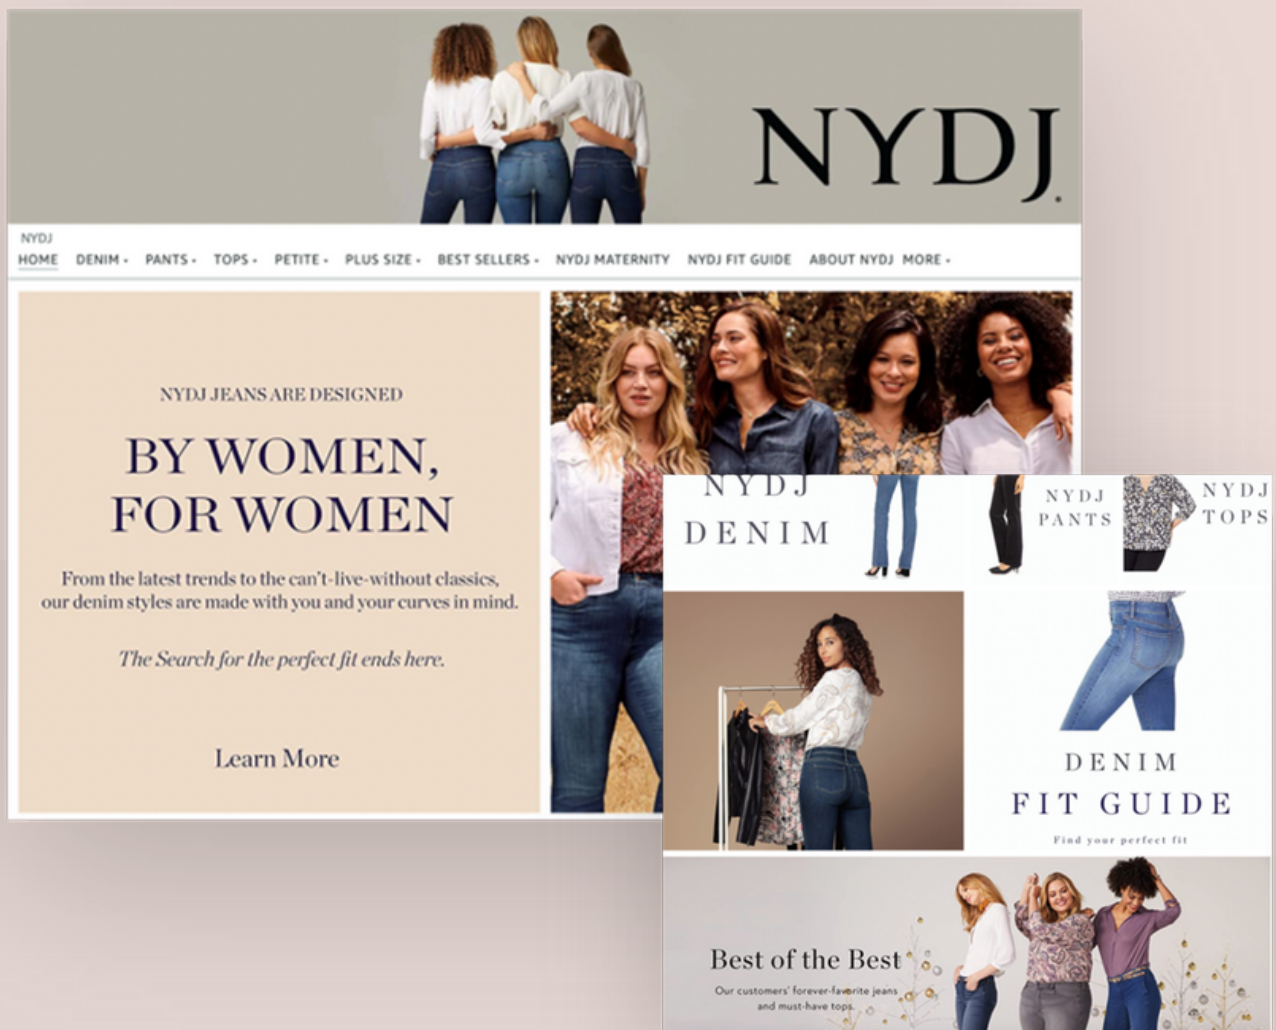 NYDJ
NYDJ
HOME DENIM PANTS TOPS PETITE PLUS SIZE BEST SELLERS NYDJ MATERNITY NYDJ FIT GUIDE ABOUT NYDJ MORE
NYDJ JEANS ARE DESIGNED
BY WOMEN,
FOR WOMEN
From the latest trends to the can't-live-without classics,
our denim styles are made with you and your curves in mind.
The Search for the perfect fit ends here.
Learn More
NYDJ
DENIM
NYDJ
PANTS
NYDJ
TOPS
DENIM
FIT GUIDE
Find your perfect fit
Best of the Best
Our customers' forever-favorite jeans
and must-have tops.